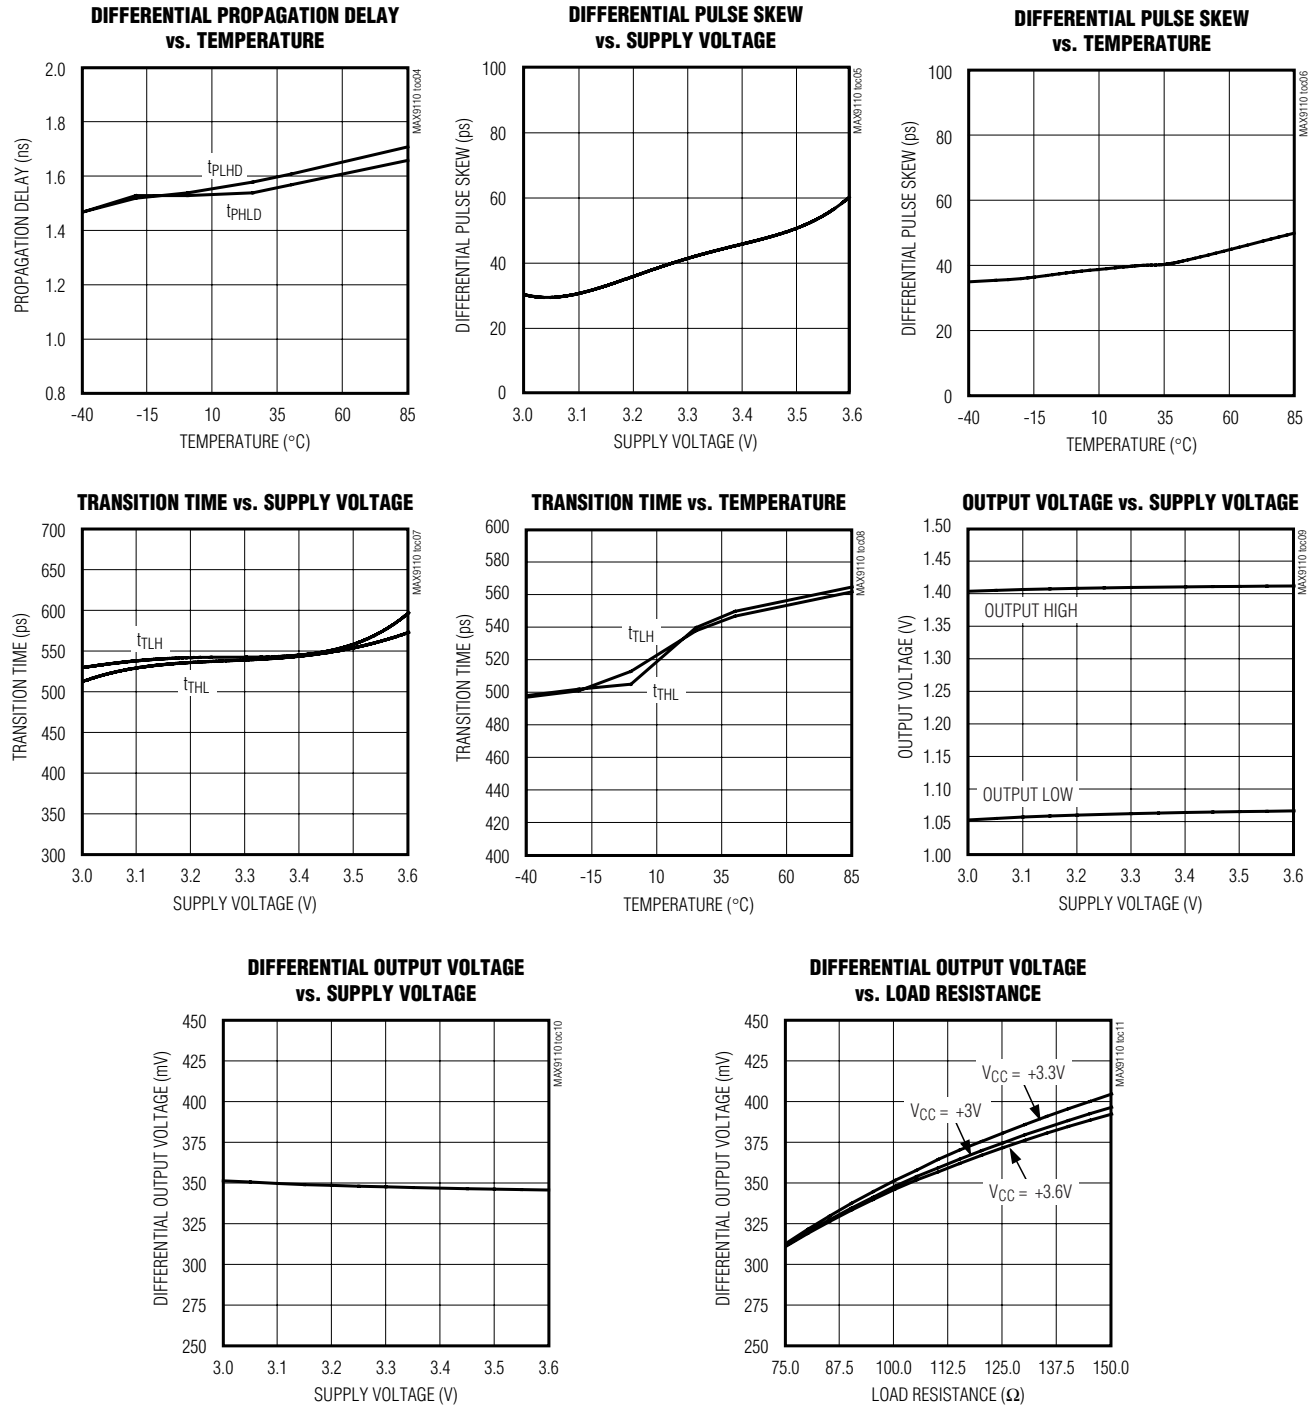 DIFFERENTIAL PROPAGATION DELAY
vs. TEMPERATURE
2.0
1.8
1.6
1.4
1.2
1.0
0.8
PROPAGATION DELAY (ns)
tPLHD
tPHLD
MAX9110 toc04
-40 -15 10 35 60 85
TEMPERATURE (°C)
DIFFERENTIAL PULSE SKEW
vs. SUPPLY VOLTAGE
100
80
60
40
20
0
DIFFERENTIAL PULSE SKEW (ps)
MAX9110 toc05
3.0 3.1 3.2 3.3 3.4 3.5 3.6
SUPPLY VOLTAGE (V)
DIFFERENTIAL PULSE SKEW
vs. TEMPERATURE
100
80
60
40
20
0
DIFFERENTIAL PULSE SKEW (ps)
MAX9110 toc06
-40 -15 10 35 60 85
TEMPERATURE (°C)
TRANSITION TIME vs. SUPPLY VOLTAGE
700
650
600
550
500
450
400
350
300
TRANSITION TIME (ps)
tTLH
tTHL
MAX9110 toc07
3.0 3.1 3.2 3.3 3.4 3.5 3.6
SUPPLY VOLTAGE (V)
TRANSITION TIME vs. TEMPERATURE
600
580
560
540
520
500
480
460
440
420
400
TRANSITION TIME (ps)
tTLH
tTHL
MAX9110 toc08
-40 -15 10 35 60 85
TEMPERATURE (°C)
OUTPUT VOLTAGE vs. SUPPLY VOLTAGE
1.50
1.45
1.40
1.35
1.30
1.25
1.20
1.15
1.10
1.05
1.00
OUTPUT VOLTAGE (V)
OUTPUT HIGH
OUTPUT LOW
MAX9110 toc09
3.0 3.1 3.2 3.3 3.4 3.5 3.6
SUPPLY VOLTAGE (V)
DIFFERENTIAL OUTPUT VOLTAGE
vs. SUPPLY VOLTAGE
450
425
400
375
350
325
300
275
250
DIFFERENTIAL OUTPUT VOLTAGE (mV)
MAX9110 toc10
3.0 3.1 3.2 3.3 3.4 3.5 3.6
SUPPLY VOLTAGE (V)
DIFFERENTIAL OUTPUT VOLTAGE
vs. LOAD RESISTANCE
450
425
400
375
350
325
300
275
250
DIFFERENTIAL OUTPUT VOLTAGE (mV)
VCC = +3.3V
VCC = +3V
VCC = +3.6V
MAX9110 toc11
75.0 87.5 100.0 112.5 125.0 137.5 150.0
LOAD RESISTANCE (Ω)